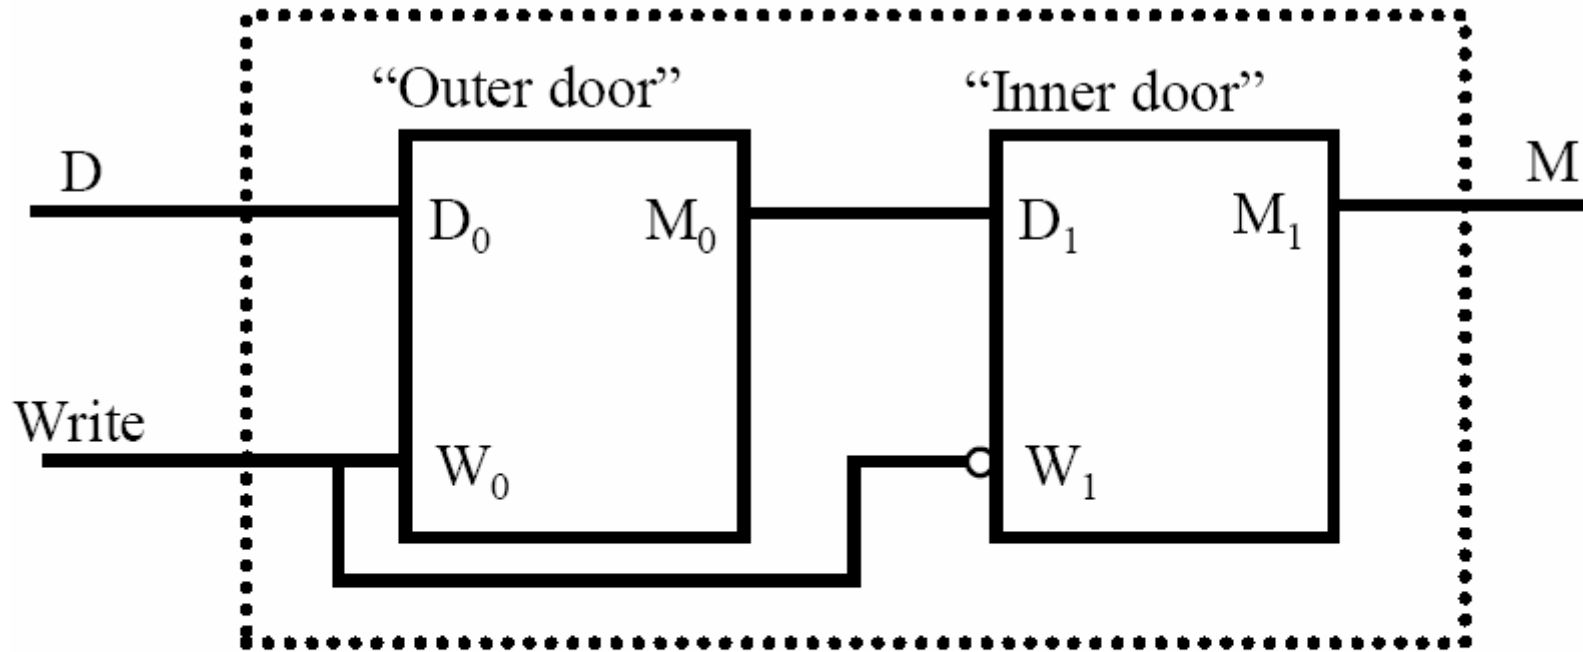 “Outer door” “Inner door”
D M
D₀ M₀ D₁ M₁
Write
W₀ W₁